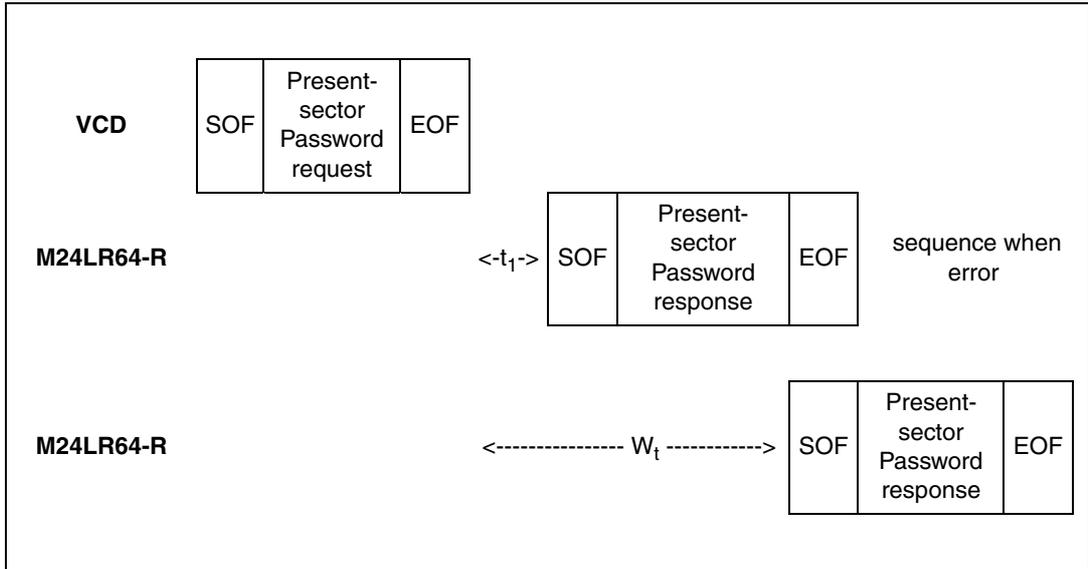 VCD
SOF
Present-
sector
Password
request
EOF
M24LR64-R
<-t1->
SOF
Present-
sector
Password
response
EOF
sequence when
error
M24LR64-R
<---------------- Wt ------------>
SOF
Present-
sector
Password
response
EOF